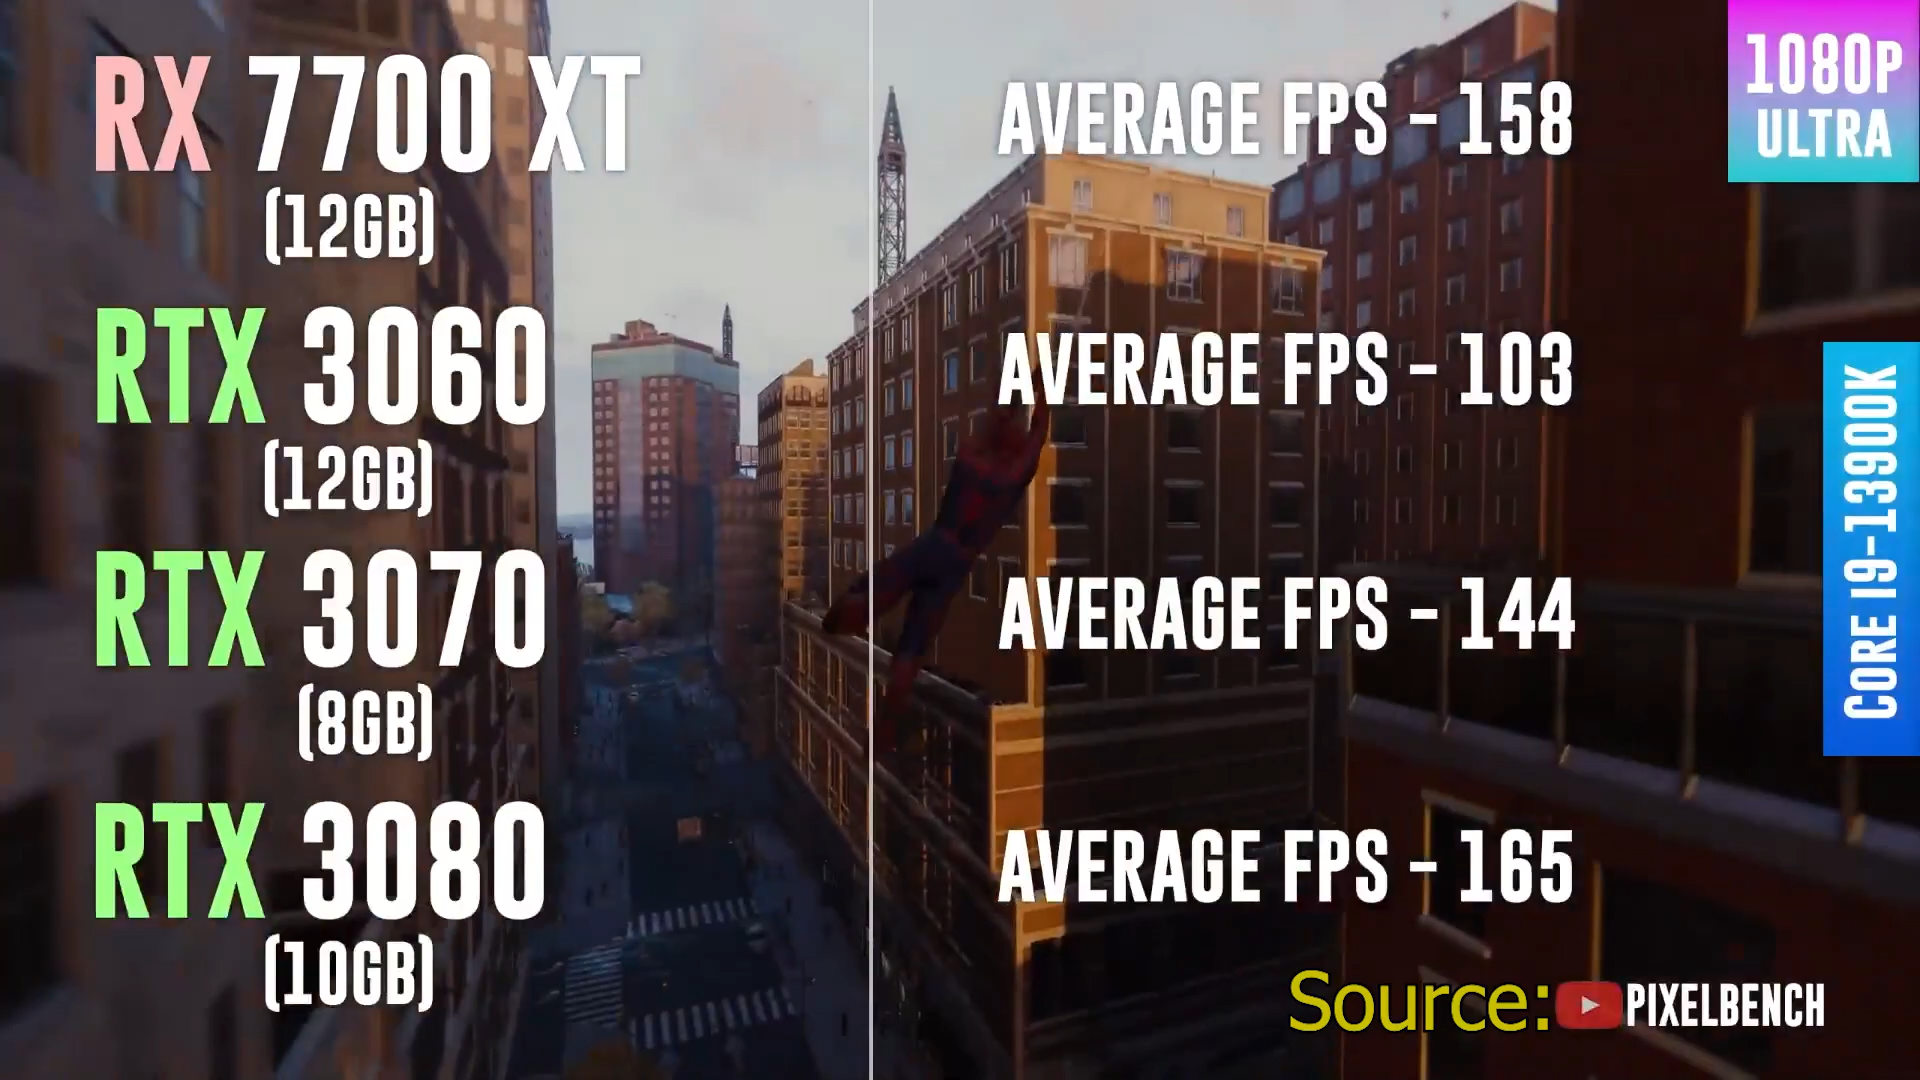 RX 7700 XT AVERAGE FPS - 158
(12GB)
RTX 3060 AVERAGE FPS - 103
(12GB)
RTX 3070 AVERAGE FPS - 144
(8GB)
RTX 3080 AVERAGE FPS - 165
(10GB)
1080P
ULTRA
CORE I9-13900K
Source: PIXELBENCH